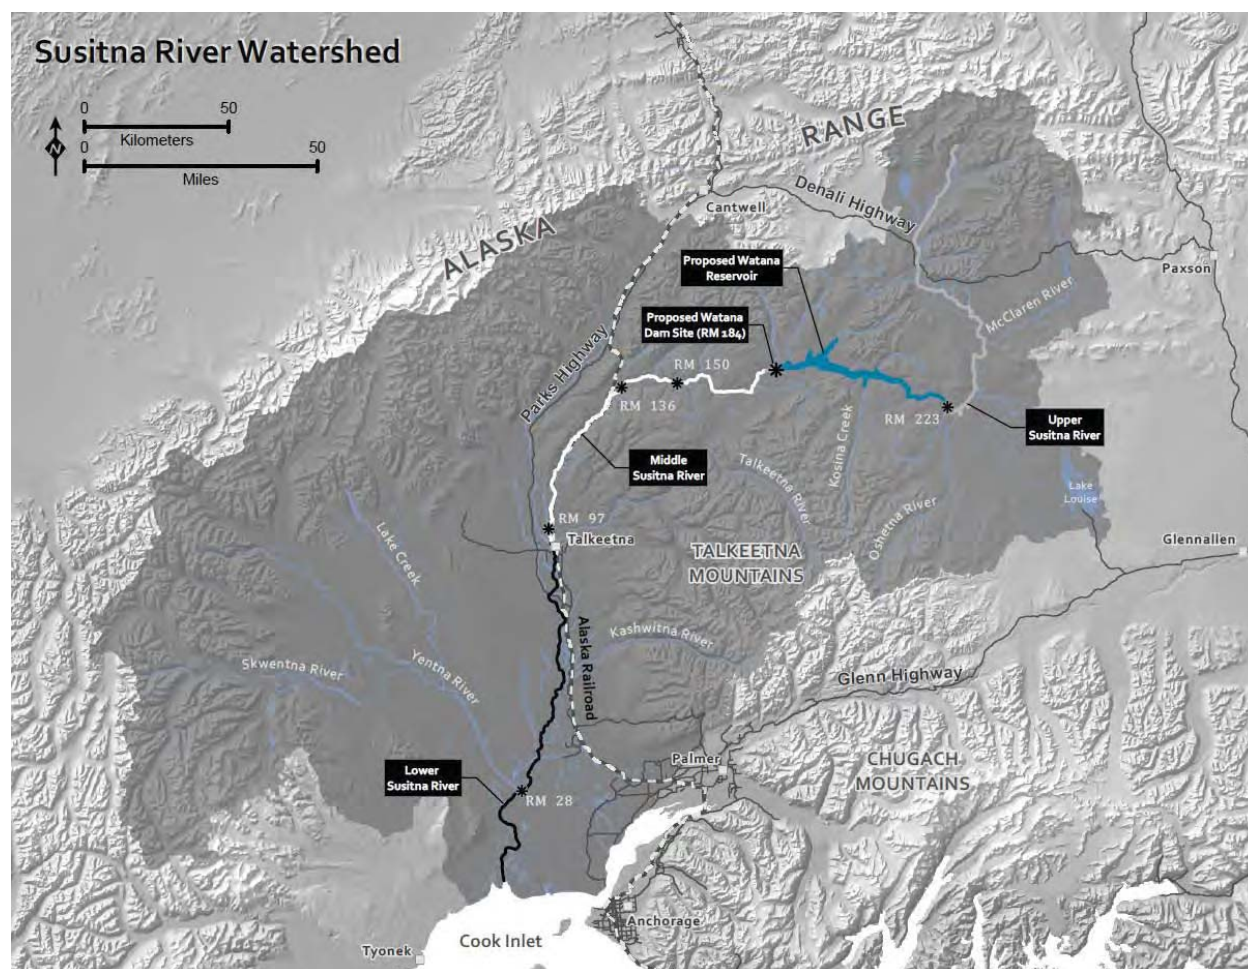 Susitna River Watershed
0
50
Kilometers
0
50
Miles
N
RANGE
ALASKA
Cantwell
Denali Highway
Proposed Watana
Reservoir
Paxson
McClaren River
Proposed Watana
Dam Site (RM 184)
Parks Highway
RM 150
RM 136
RM 223
Upper
Susitna River
Kosina Creek
Middle
Susitna River
Talkeetna River
Lake
Louise
Oshetna River
RM 97
Talkeetna
Lake Creek
TALKEETNA
MOUNTAINS
Glennallen
Kashwitna River
Alaska Railroad
Skwentna River
Yentna River
Glenn Highway
Palmer
CHUGACH
MOUNTAINS
Lower
Susitna River
RM 28
Anchorage
Cook Inlet
Tyonek